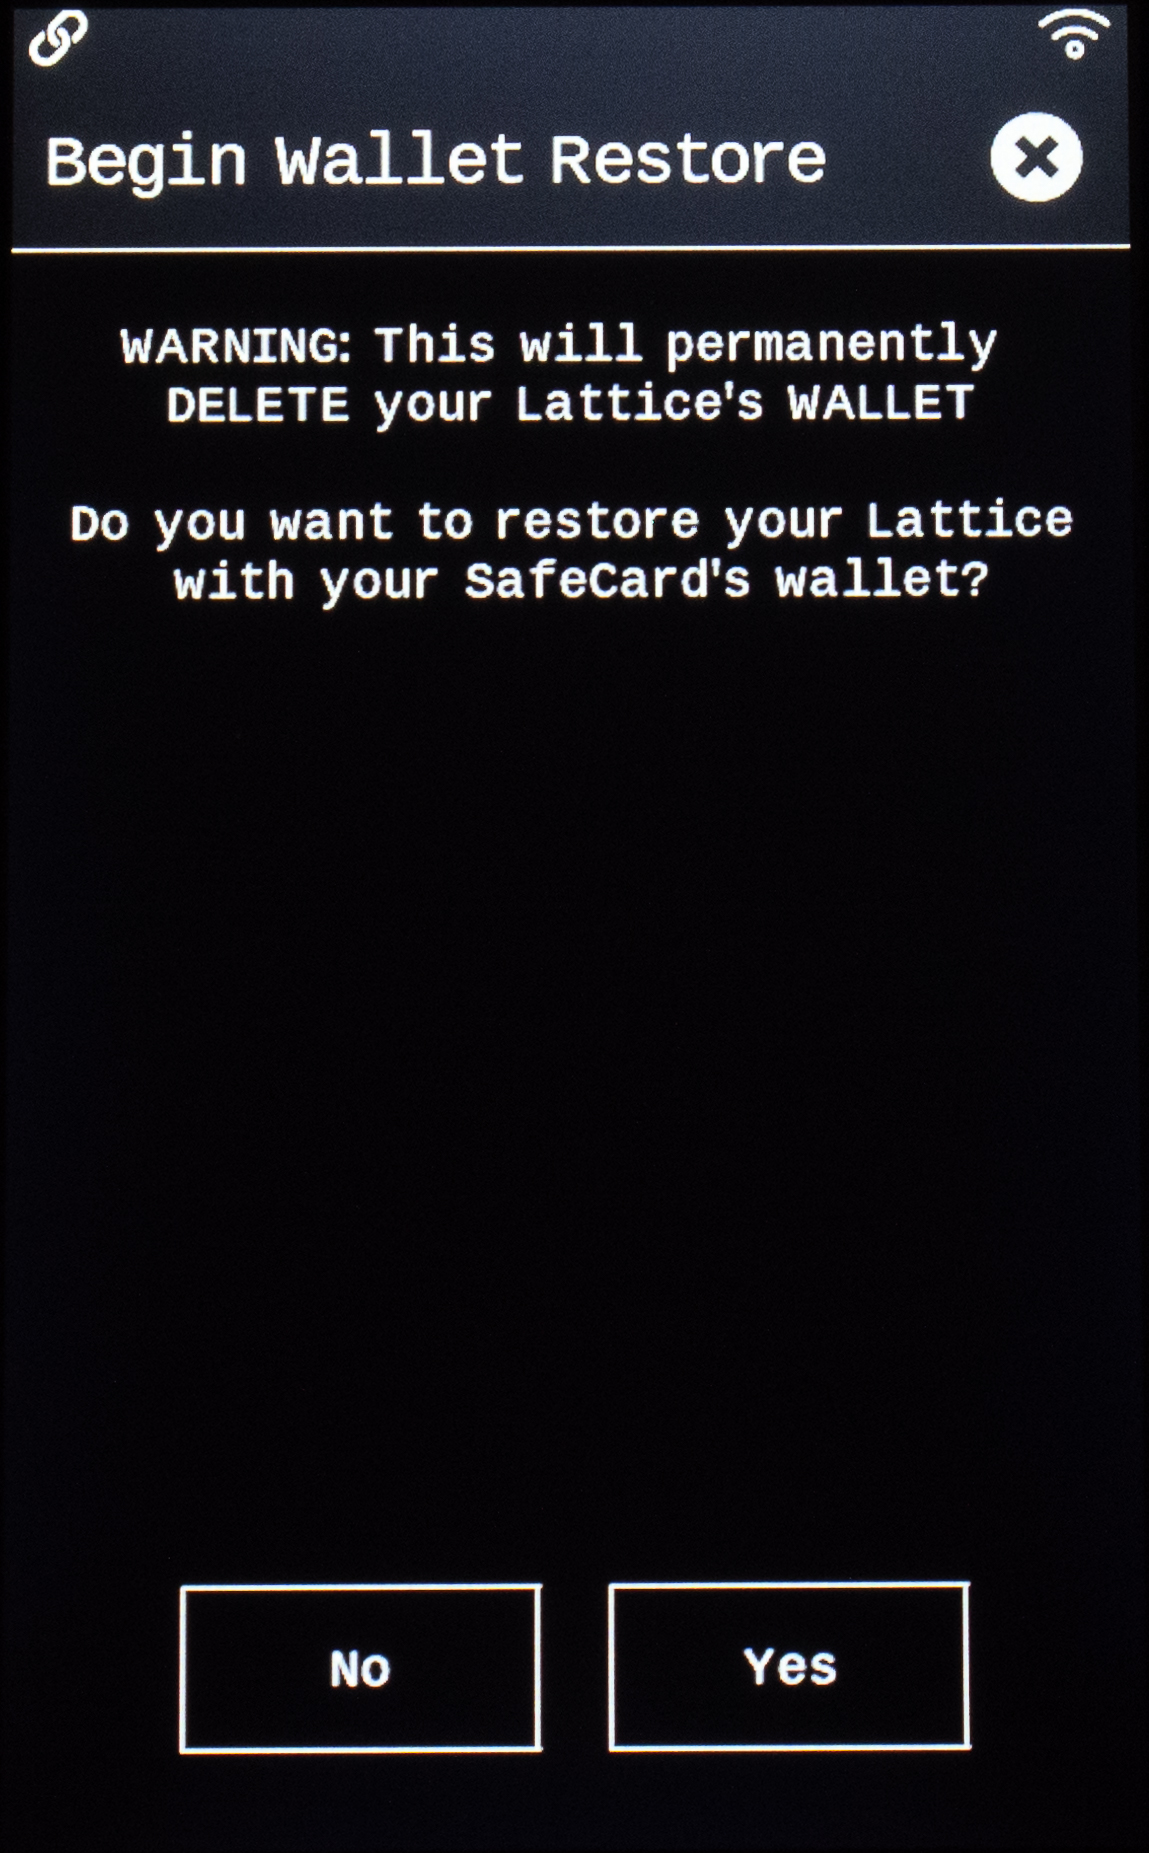 Begin Wallet Restore
WARNING: This will permanently
DELETE your Lattice's WALLET
Do you want to restore your Lattice
with your SafeCard's wallet?
No
Yes